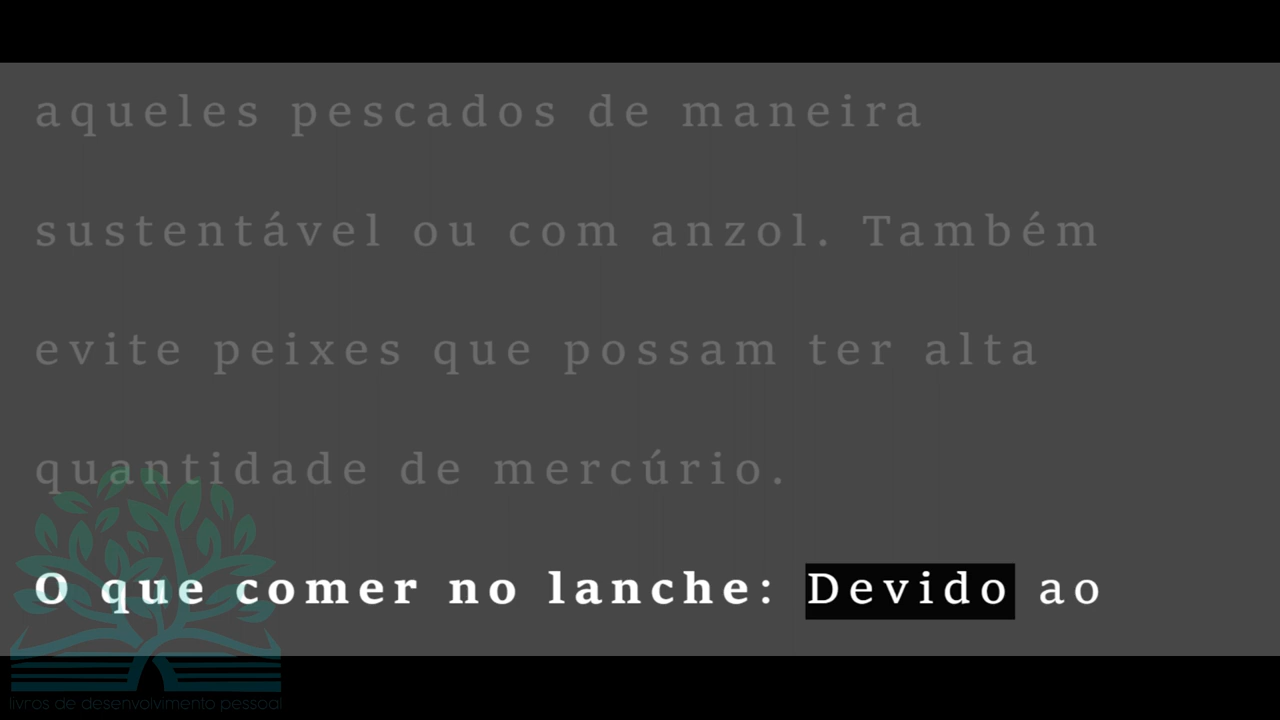 aqueles pescados de maneira
sustentável ou com anzol. Também
evite peixes que possam ter alta
quantidade de mercúrio.
O que comer no lanche: Devido ao
livros de desenvolvimento pessoal